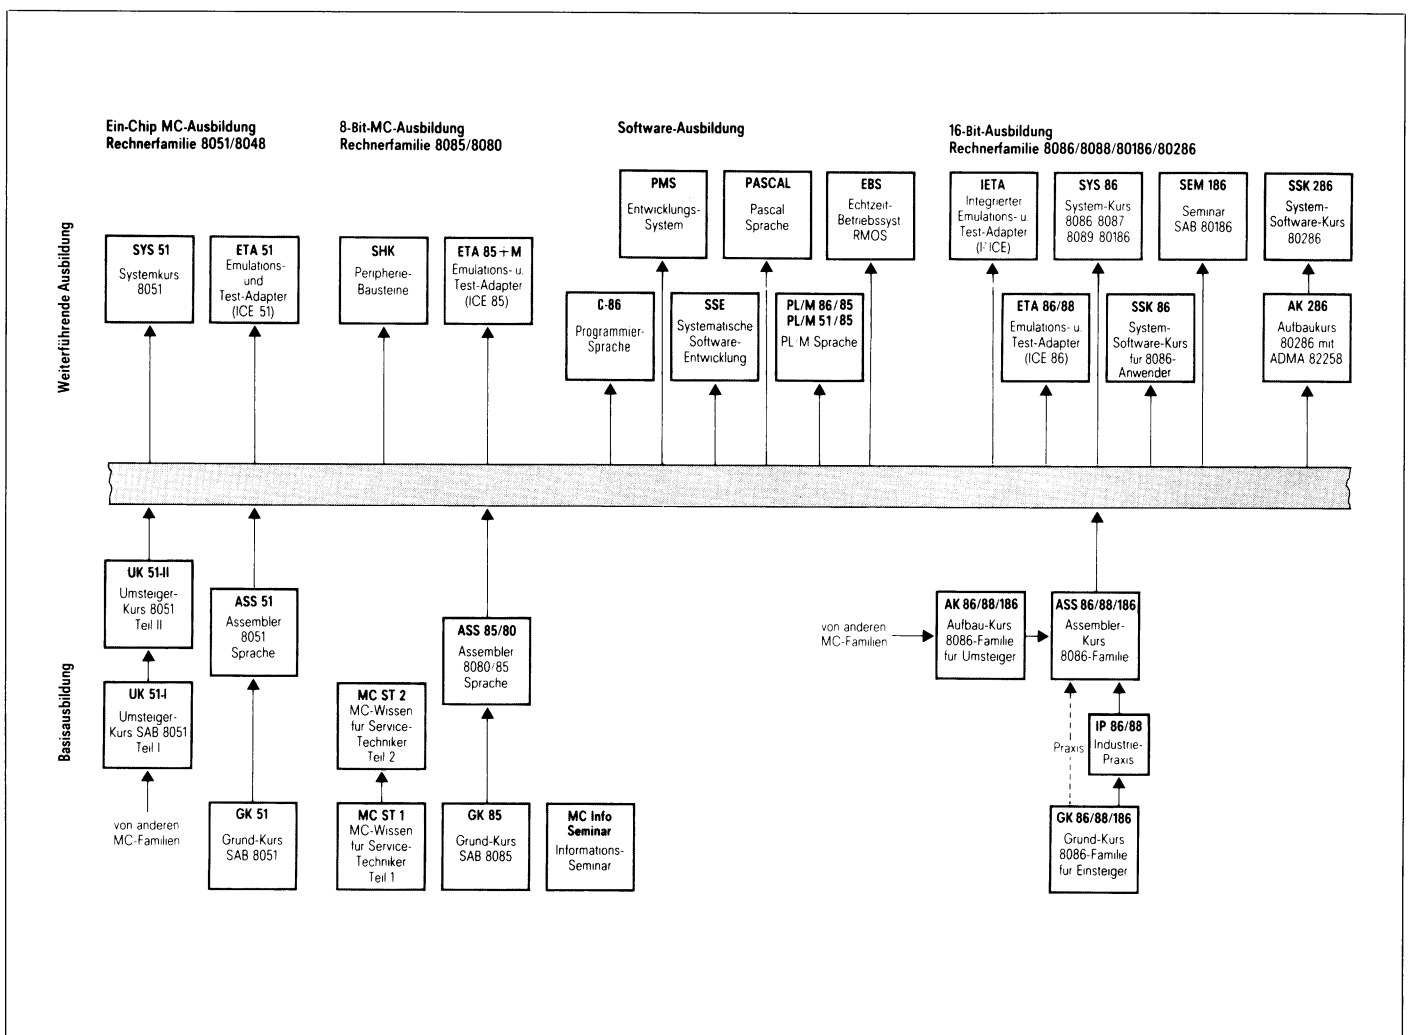 Ein-Chip MC-Ausbildung
Rechnerfamilie 8051/8048
8-Bit-MC-Ausbildung
Rechnerfamilie 8085/8080
Software-Ausbildung
16-Bit-Ausbildung
Rechnerfamilie 8086/8088/80186/80286
Weiterführende Ausbildung
SYS 51
Systemkurs
8051
ETA 51
Emulations-
und
Test-Adapter
(ICE 51)
SHK
Peripherie-
Bausteine
ETA 85+M
Emulations- u.
Test-Adapter
(ICE 85)
PMS
Entwicklungs-
System
PASCAL
Pascal
Sprache
EBS
Echtzeit-
Betriebssyst
RMOS
C-86
Programmier-
Sprache
SSE
Systematische
Software-
Entwicklung
PL/M 86/85
PL/M 51/85
PL/M Sprache
IETA
Integrierter
Emulations- u.
Test-Adapter
(I²ICE)
SYS 86
System-Kurs
8086 8087
8089 80186
SEM 186
Seminar
SAB 80186
SSK 286
System-
Software-Kurs
80286
ETA 86/88
Emulations- u.
Test-Adapter
(ICE 86)
SSK 86
System-
Software-Kurs
fur 8086-
Anwender
AK 286
Aufbaukurs
80286 mit
ADMA 82258
Basisausbildung
UK 51-II
Umsteiger-
Kurs 8051
Teil II
UK 51-I
Umsteiger-
Kurs SAB 8051
Teil I
von anderen
MC-Familien
ASS 51
Assembler
8051
Sprache
GK 51
Grund-Kurs
SAB 8051
MC ST 2
MC-Wissen
fur Service-
Techniker
Teil 2
MC ST 1
MC-Wissen
fur Service-
Techniker
Teil 1
ASS 85/80
Assembler
8080/85
Sprache
GK 85
Grund-Kurs
SAB 8085
MC Info
Seminar
Informations-
Seminar
von anderen
MC-Familien
AK 86/88/186
Aufbau-Kurs
8086-Familie
fur Umsteiger
ASS 86/88/186
Assembler-
Kurs
8086-Familie
Praxis
IP 86/88
Industrie-
Praxis
GK 86/88/186
Grund-Kurs
8086-Familie
fur Einsteiger